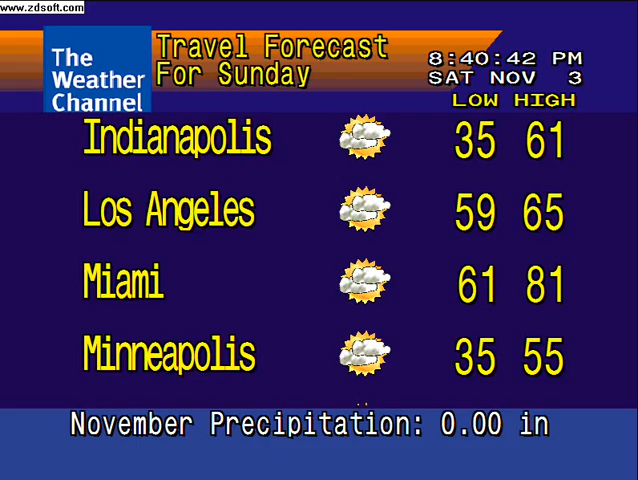 www.zdsoft.com
The
Weather
Channel
Travel Forecast
For Sunday
8:40:42 PM
SAT NOV 3
LOW HIGH
Indianapolis 35 61
Los Angeles 59 65
Miami 61 81
Minneapolis 35 55
November Precipitation: 0.00 in